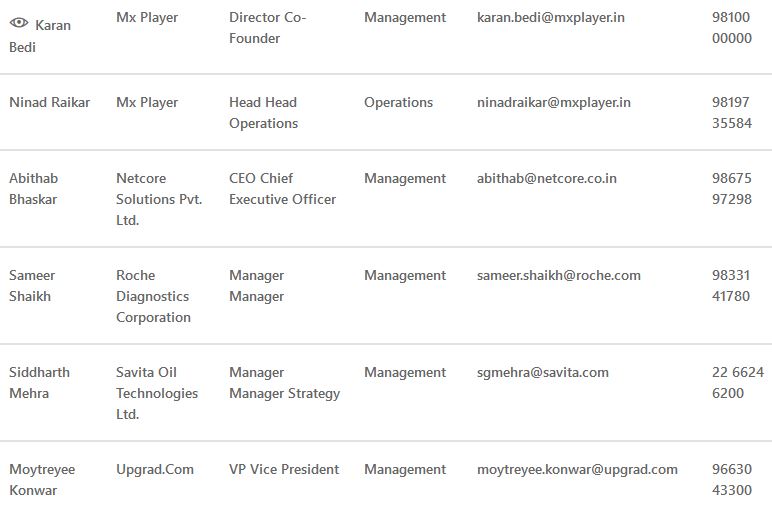 Karan Bedi Mx Player Director Co-Founder Management karan.bedi@mxplayer.in 98100 00000
Ninad Raikar Mx Player Head Head Operations Operations ninadraikar@mxplayer.in 98197 35584
Abithab Bhaskar Netcore Solutions Pvt. Ltd. CEO Chief Executive Officer Management abithab@netcore.co.in 98675 97298
Sameer Shaikh Roche Diagnostics Corporation Manager Manager Management sameer.shaikh@roche.com 98331 41780
Siddharth Mehra Savita Oil Technologies Ltd. Manager Manager Strategy Management sgmehra@savita.com 22 6624 6200
Moytreyee Konwar Upgrad.Com VP Vice President Management moytreyee.konwar@upgrad.com 96630 43300